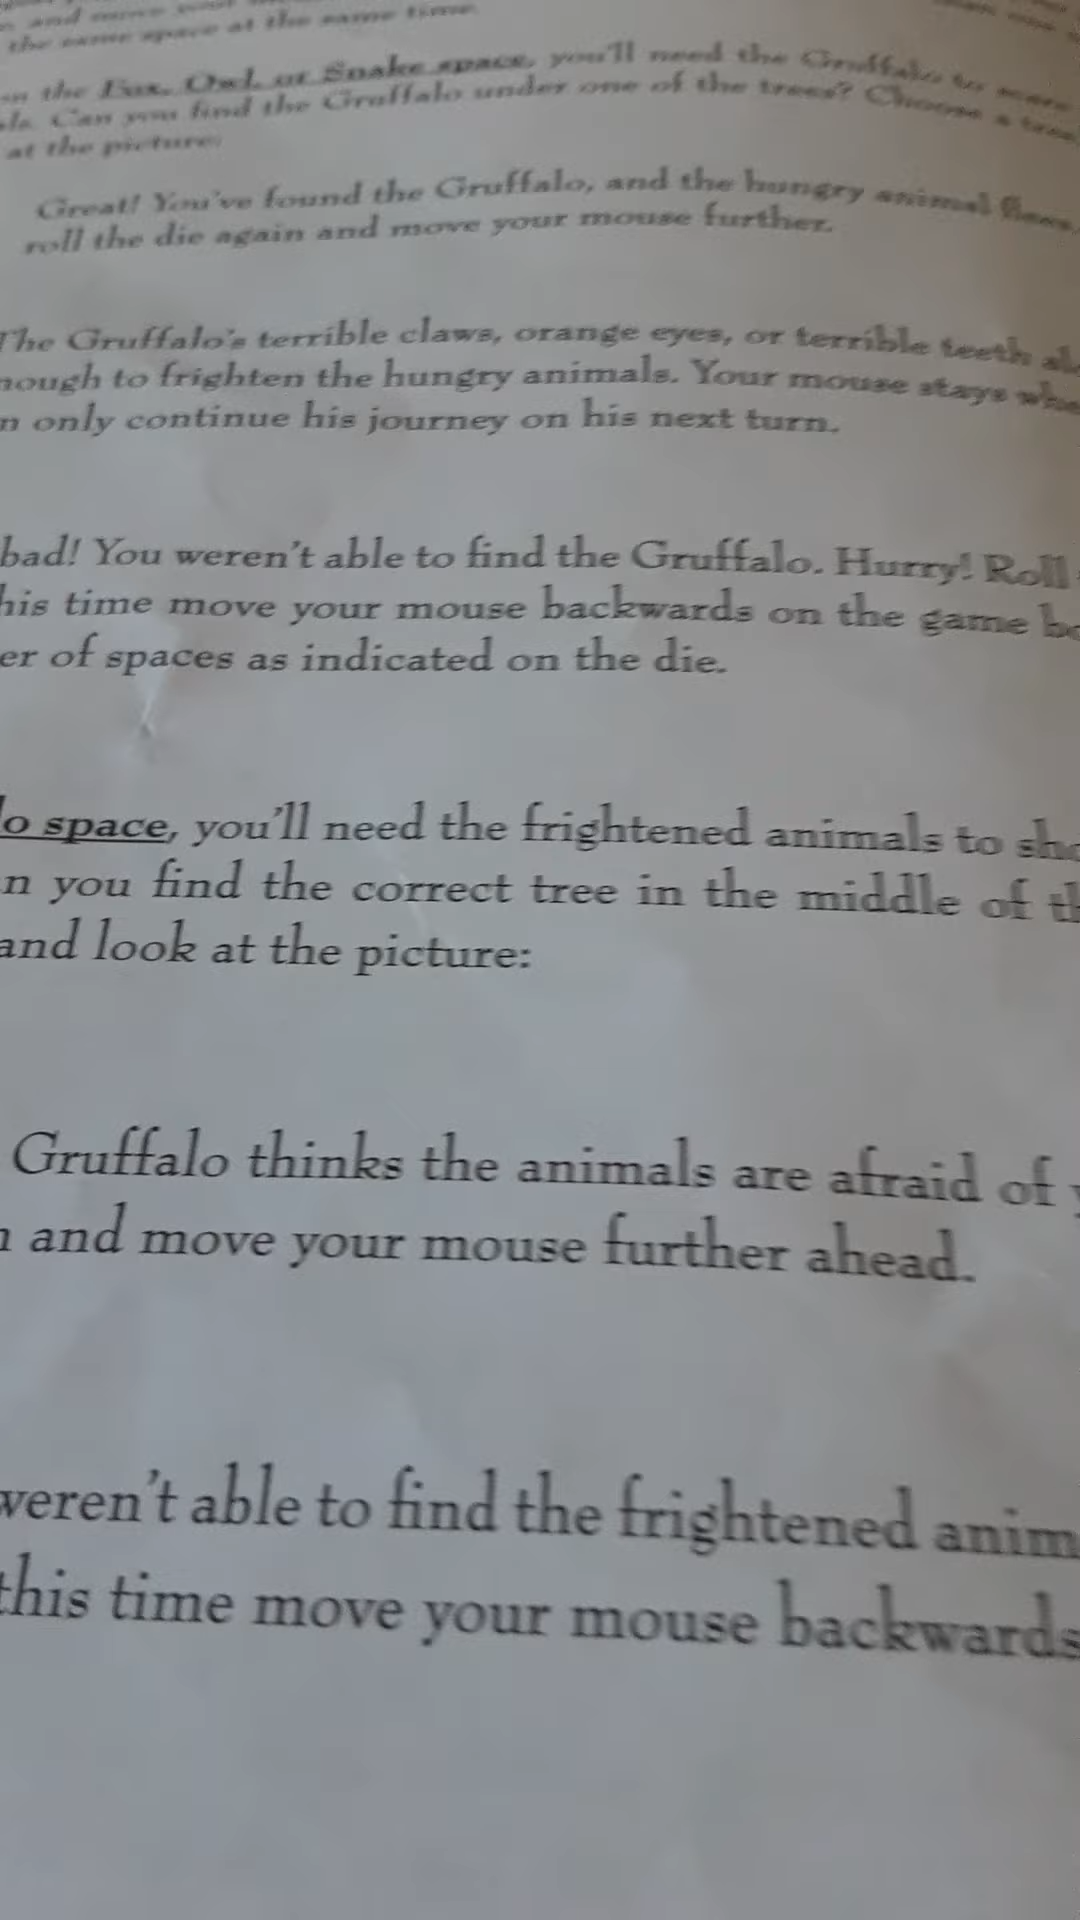 the same space at the same time.
on the Fox, Owl, or Snake space, you'll need the Gruffalo to scare
Can you find the Gruffalo under one of the trees? Choose a tree
at the picture:
Great! You've found the Gruffalo, and the hungry animal flees.
roll the die again and move your mouse further.
The Gruffalo's terrible claws, orange eyes, or terrible teeth al
nough to frighten the hungry animals. Your mouse stays whe
n only continue his journey on his next turn.
bad! You weren't able to find the Gruffalo. Hurry! Roll
his time move your mouse backwards on the game bo
er of spaces as indicated on the die.
lo space, you'll need the frightened animals to sho
n you find the correct tree in the middle of th
and look at the picture:
Gruffalo thinks the animals are afraid of y
n and move your mouse further ahead.
weren't able to find the frightened anim
this time move your mouse backwards